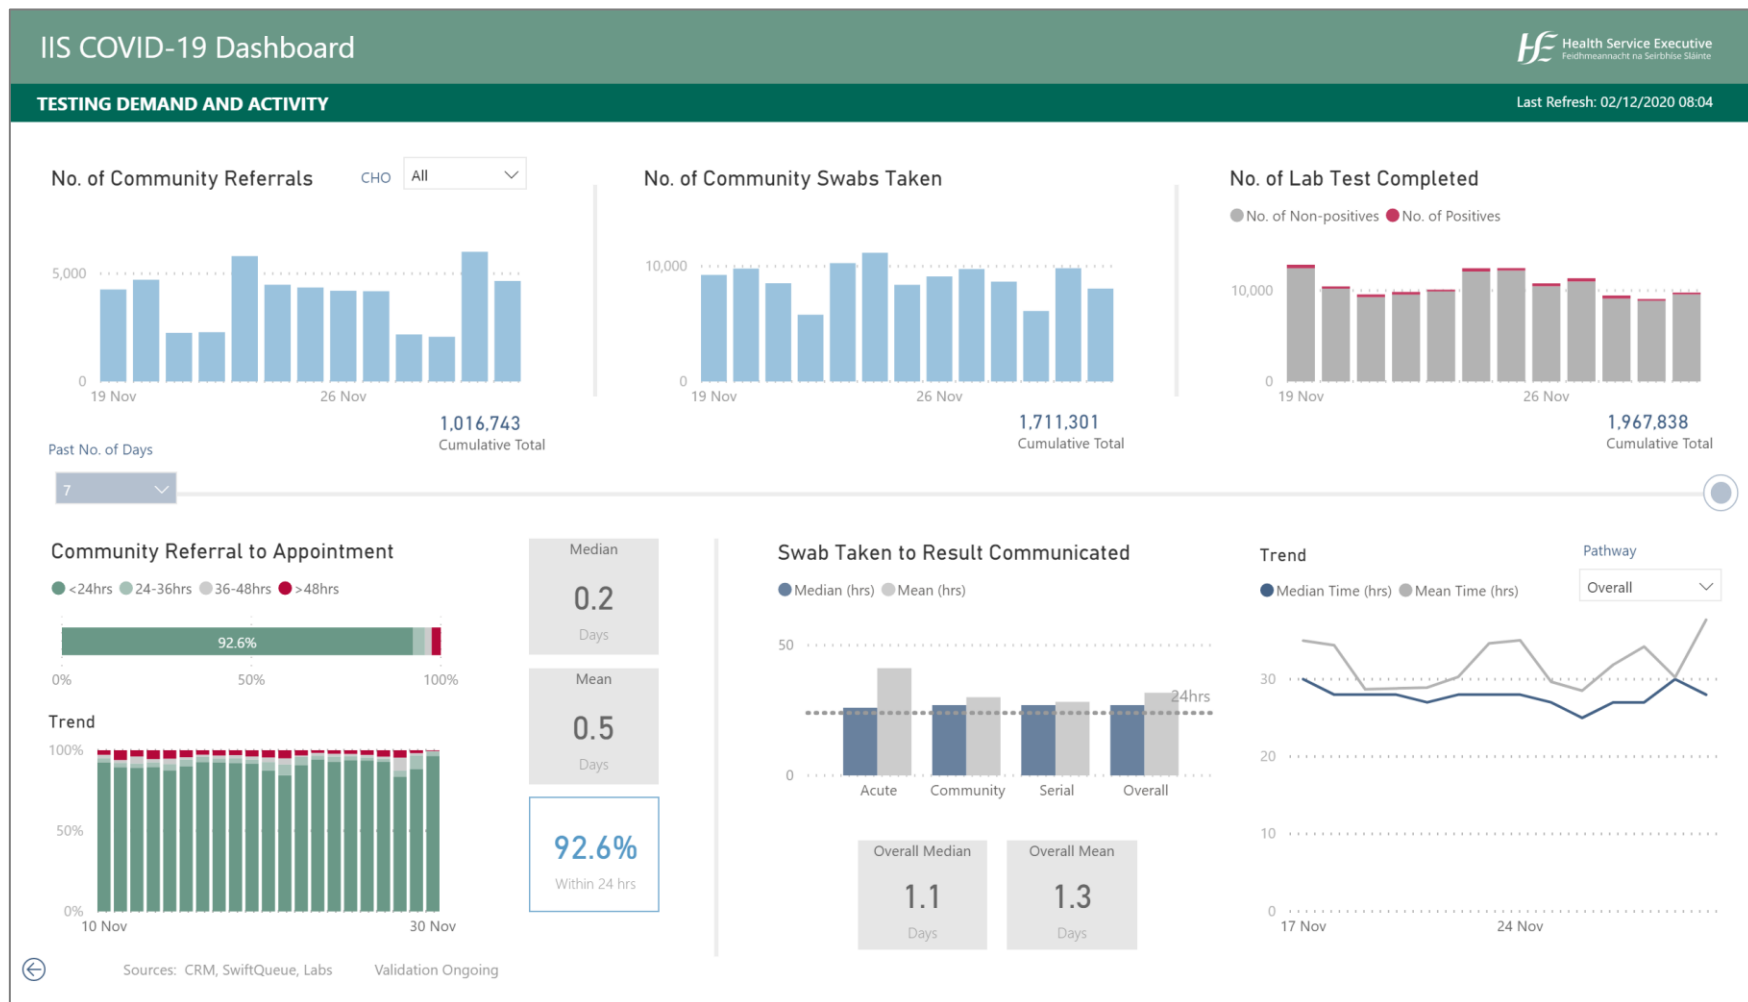 IIS COVID-19 Dashboard
Health Service Executive
Feidhmeannacht na Seirbhíse Sláinte
TESTING DEMAND AND ACTIVITY
Last Refresh: 02/12/2020 08:04
No. of Community Referrals
CHO
All
5,000
0
19 Nov
26 Nov
1,016,743
Cumulative Total
No. of Community Swabs Taken
10,000
0
19 Nov
26 Nov
1,711,301
Cumulative Total
No. of Lab Test Completed
No. of Non-positives
No. of Positives
10,000
0
19 Nov
26 Nov
1,967,838
Cumulative Total
Past No. of Days
7
Community Referral to Appointment
<24hrs
24-36hrs
36-48hrs
>48hrs
92.6%
0%
50%
100%
Trend
100%
50%
0%
10 Nov
30 Nov
Median
0.2
Days
Mean
0.5
Days
92.6%
Within 24 hrs
Swab Taken to Result Communicated
Median (hrs)
Mean (hrs)
50
24hrs
0
Acute
Community
Serial
Overall
Overall Median
1.1
Days
Overall Mean
1.3
Days
Trend
Pathway
Overall
Median Time (hrs)
Mean Time (hrs)
30
20
10
0
17 Nov
24 Nov
Sources: CRM, SwiftQueue, Labs
Validation Ongoing